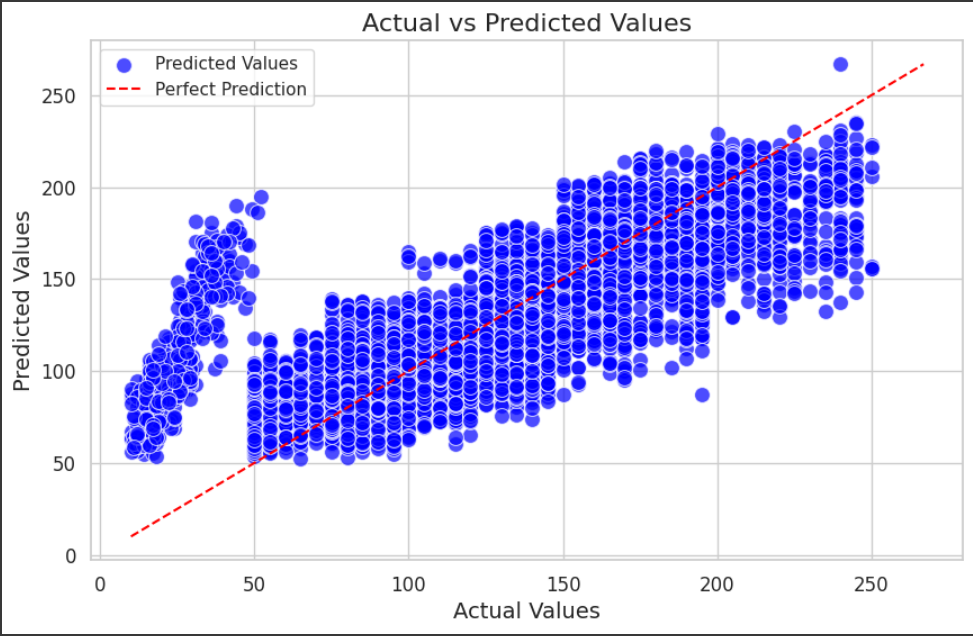 Actual vs Predicted Values
Predicted Values
Perfect Prediction
250
200
150
100
50
0
Predicted Values
0 50 100 150 200 250
Actual Values